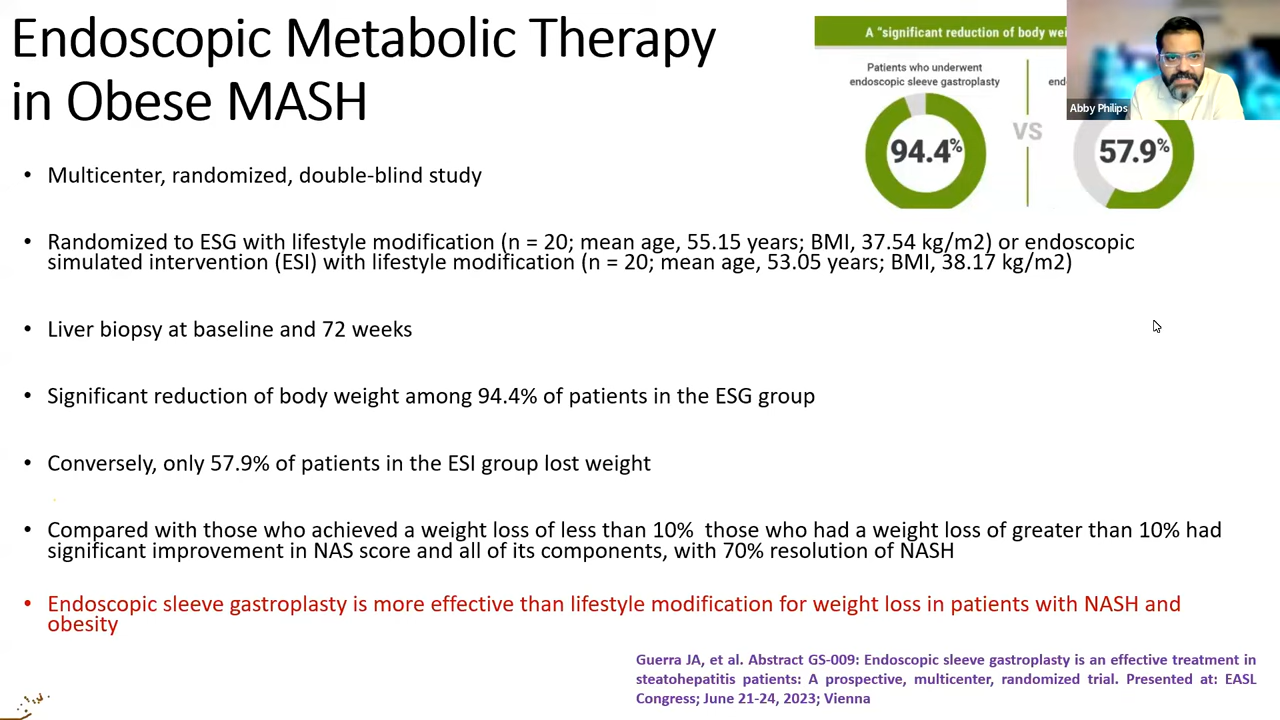 Endoscopic Metabolic Therapy
in Obese MASH
A "significant reduction of body wei
Patients who underwent
endoscopic sleeve gastroplasty
VS
94.4%
57.9%
Abby Philips
• Multicenter, randomized, double-blind study
• Randomized to ESG with lifestyle modification (n = 20; mean age, 55.15 years; BMI, 37.54 kg/m2) or endoscopic
simulated intervention (ESI) with lifestyle modification (n = 20; mean age, 53.05 years; BMI, 38.17 kg/m2)
• Liver biopsy at baseline and 72 weeks
• Significant reduction of body weight among 94.4% of patients in the ESG group
• Conversely, only 57.9% of patients in the ESI group lost weight
• Compared with those who achieved a weight loss of less than 10% those who had a weight loss of greater than 10% had
significant improvement in NAS score and all of its components, with 70% resolution of NASH
• Endoscopic sleeve gastroplasty is more effective than lifestyle modification for weight loss in patients with NASH and
obesity
Guerra JA, et al. Abstract GS-009: Endoscopic sleeve gastroplasty is an effective treatment in
steatohepatitis patients: A prospective, multicenter, randomized trial. Presented at: EASL
Congress; June 21-24, 2023; Vienna